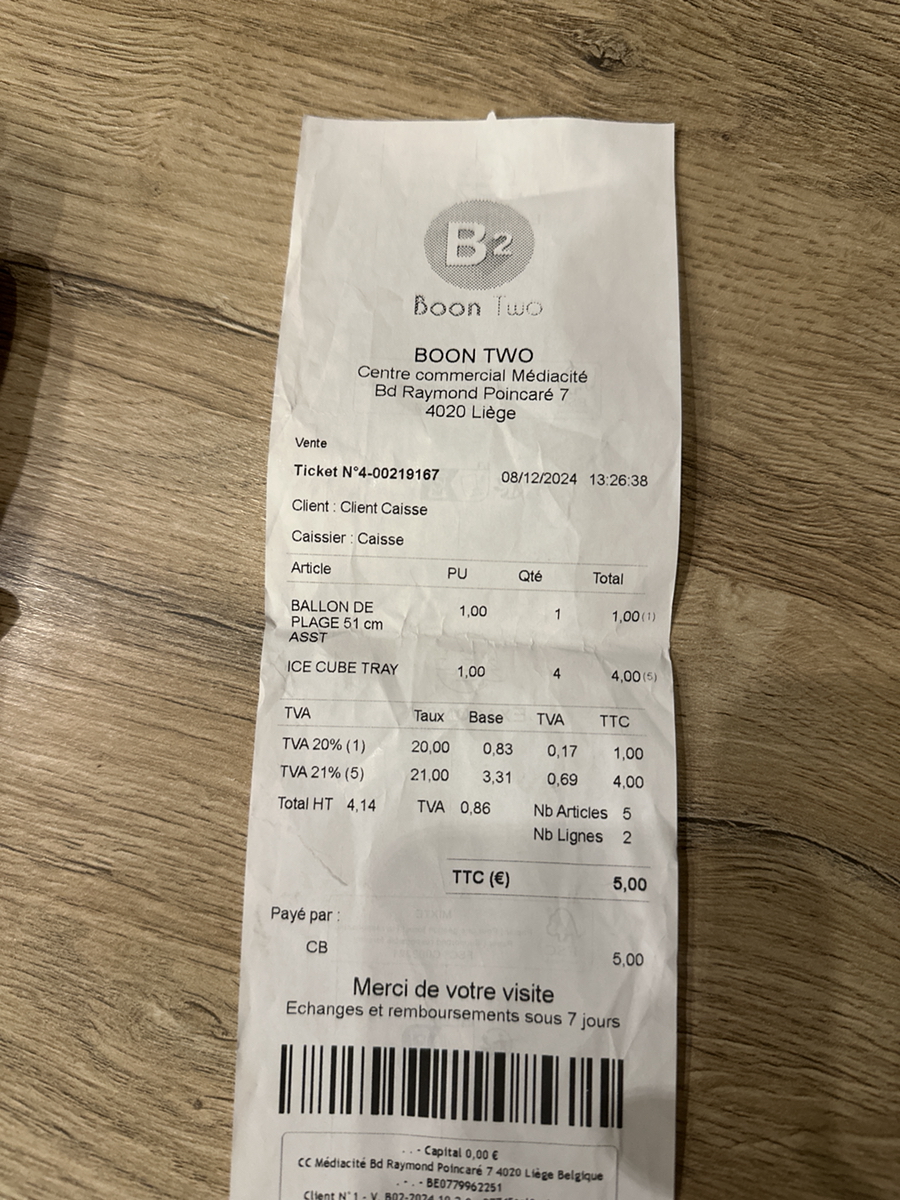 B2
Boon Two
BOON TWO
Centre commercial Médiacité
Bd Raymond Poincaré 7
4020 Liège
Vente
Ticket N°4-00219167 08/12/2024 13:26:38
Client : Client Caisse
Caissier : Caisse
Article PU Qté Total
BALLON DE 1,00 1 1,00 (1)
PLAGE 51 cm
ASST
ICE CUBE TRAY 1,00 4 4,00 (5)
TVA Taux Base TVA TTC
TVA 20% (1) 20,00 0,83 0,17 1,00
TVA 21% (5) 21,00 3,31 0,69 4,00
Total HT 4,14 TVA 0,86 Nb Articles 5
Nb Lignes 2
TTC (€) 5,00
Payé par :
CB 5,00
Merci de votre visite
Echanges et remboursements sous 7 jours
. . - Capital 0,00 €
CC Médiacité Bd Raymond Poincaré 7 4020 Liège Belgique
. - . - BE0779962251
Client N°1 - V. B02-2024